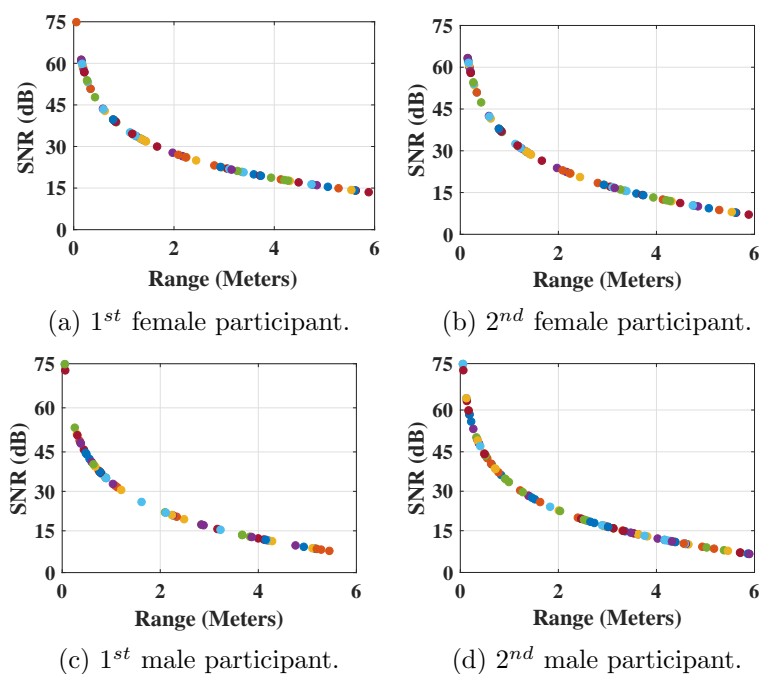 75
60
45
30
15
0
SNR (dB)
0 2 4 6
Range (Meters)
(a) 1st female participant.
75
60
45
30
15
0
SNR (dB)
0 2 4 6
Range (Meters)
(b) 2nd female participant.
75
60
45
30
15
0
SNR (dB)
0 2 4 6
Range (Meters)
(c) 1st male participant.
75
60
45
30
15
0
SNR (dB)
0 2 4 6
Range (Meters)
(d) 2nd male participant.